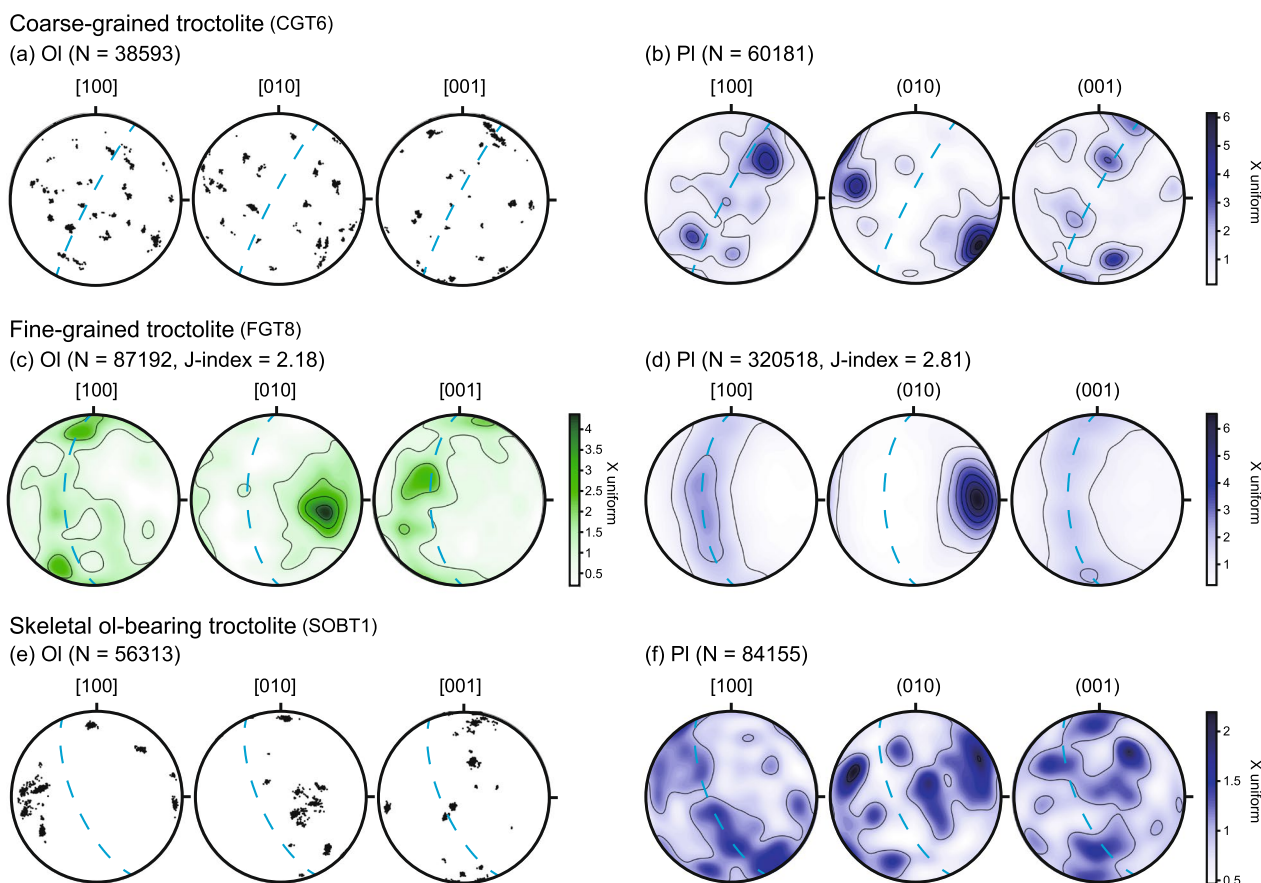 Coarse-grained troctolite (CGT6)
(a) Ol (N = 38593)
[100] [010] [001]
(b) Pl (N = 60181)
[100] (010) (001)
6
5
4
3
2
1
X uniform
Fine-grained troctolite (FGT8)
(c) Ol (N = 87192, J-index = 2.18)
[100] [010] [001]
4
3.5
3
2.5
2
1.5
1
0.5
X uniform
(d) Pl (N = 320518, J-index = 2.81)
[100] (010) (001)
6
5
4
3
2
1
X uniform
Skeletal ol-bearing troctolite (SOBT1)
(e) Ol (N = 56313)
[100] [010] [001]
(f) Pl (N = 84155)
[100] (010) (001)
2
1.5
1
0.5
X uniform